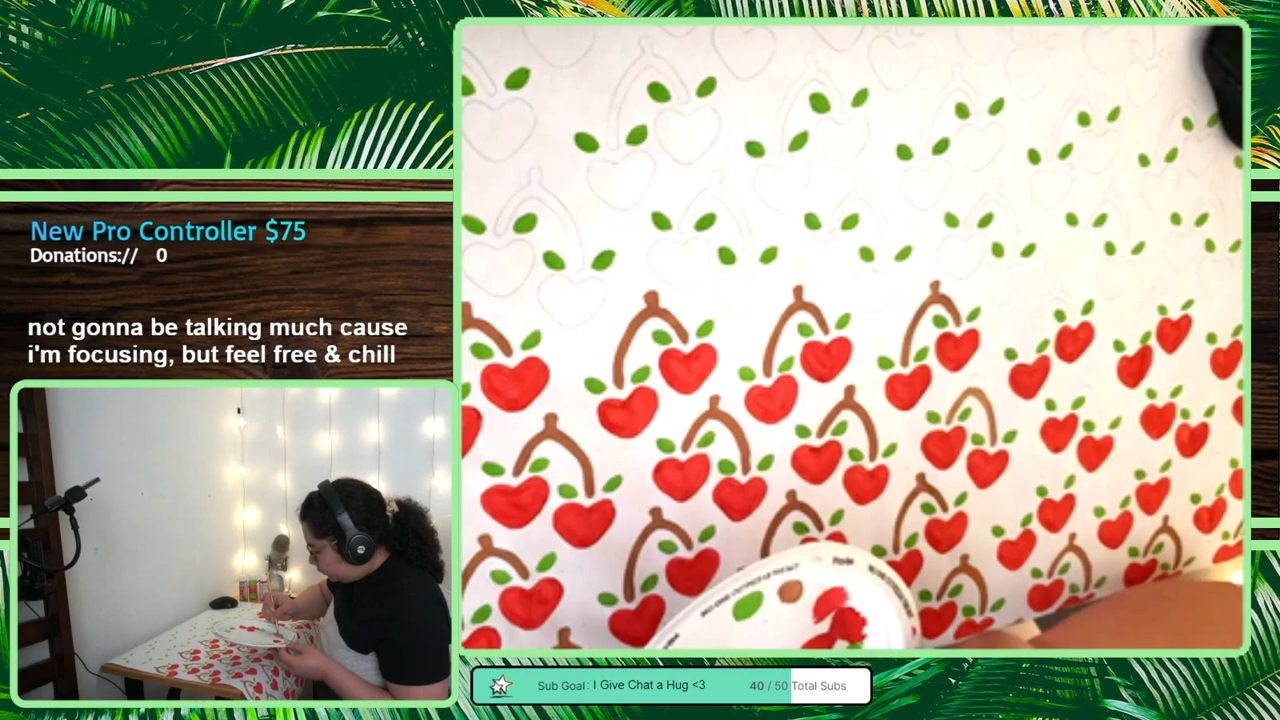 New Pro Controller $75
Donations:// 0
not gonna be talking much cause
i'm focusing, but feel free & chill
Sub Goal: I Give Chat a Hug <3 40 / 50 Total Subs